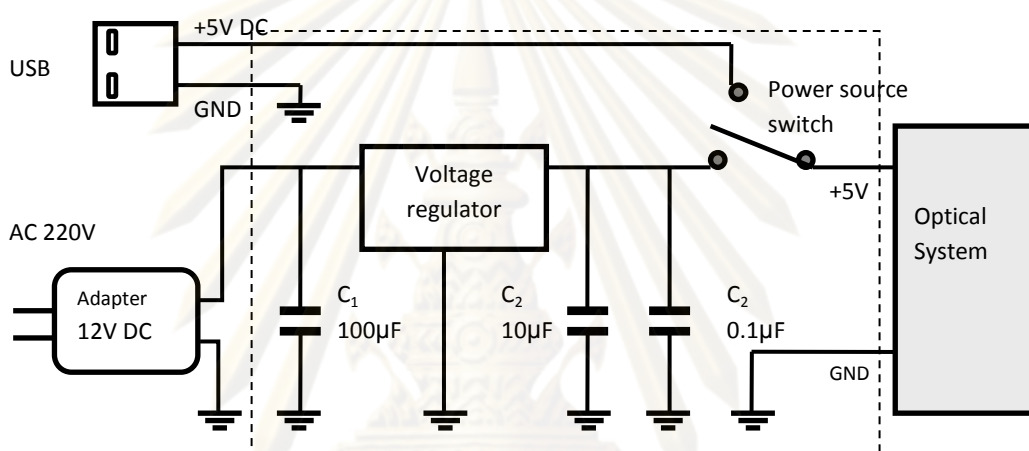 +5V DC
USB
GND
Power source
switch
Voltage
regulator
+5V
Optical
System
AC 220V
Adapter
12V DC
C₁
100μF
C₂
10μF
C₂
0.1μF
GND